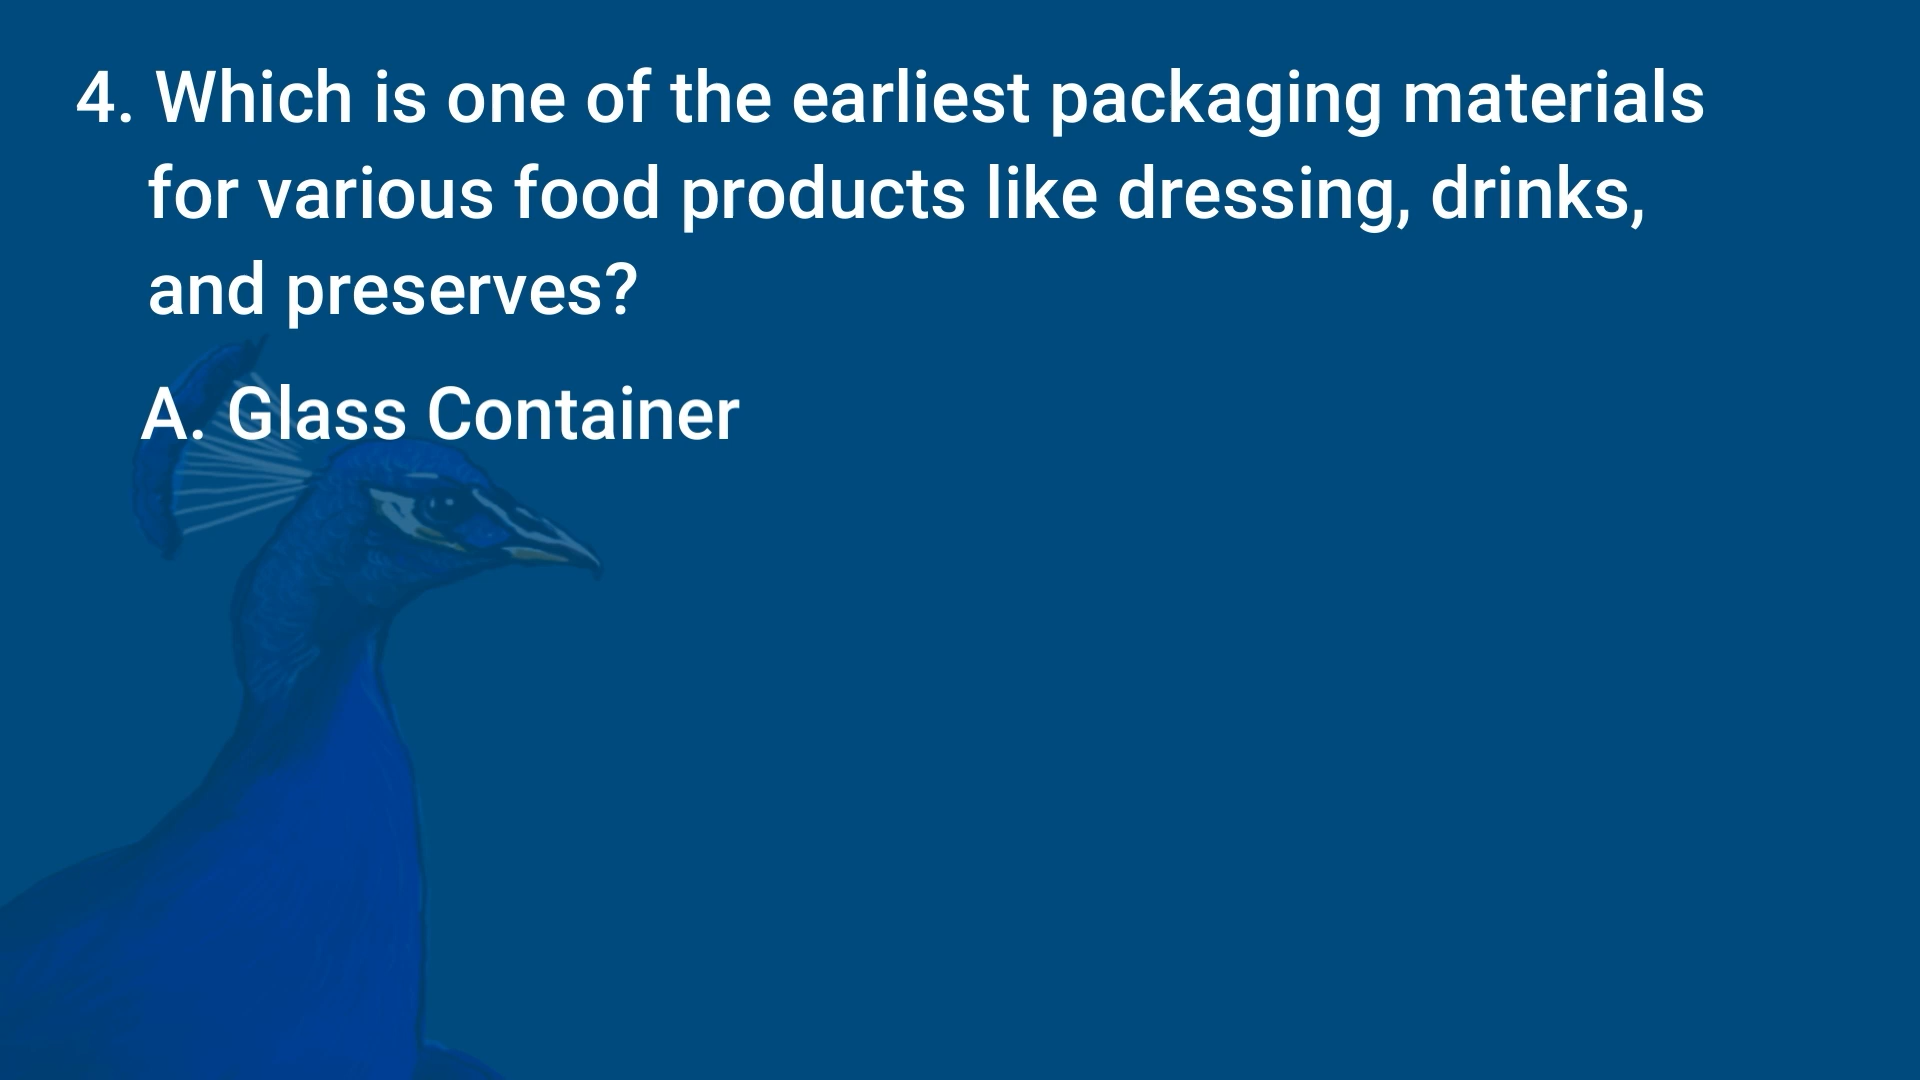 4. Which is one of the earliest packaging materials
for various food products like dressing, drinks,
and preserves?
A. Glass Container